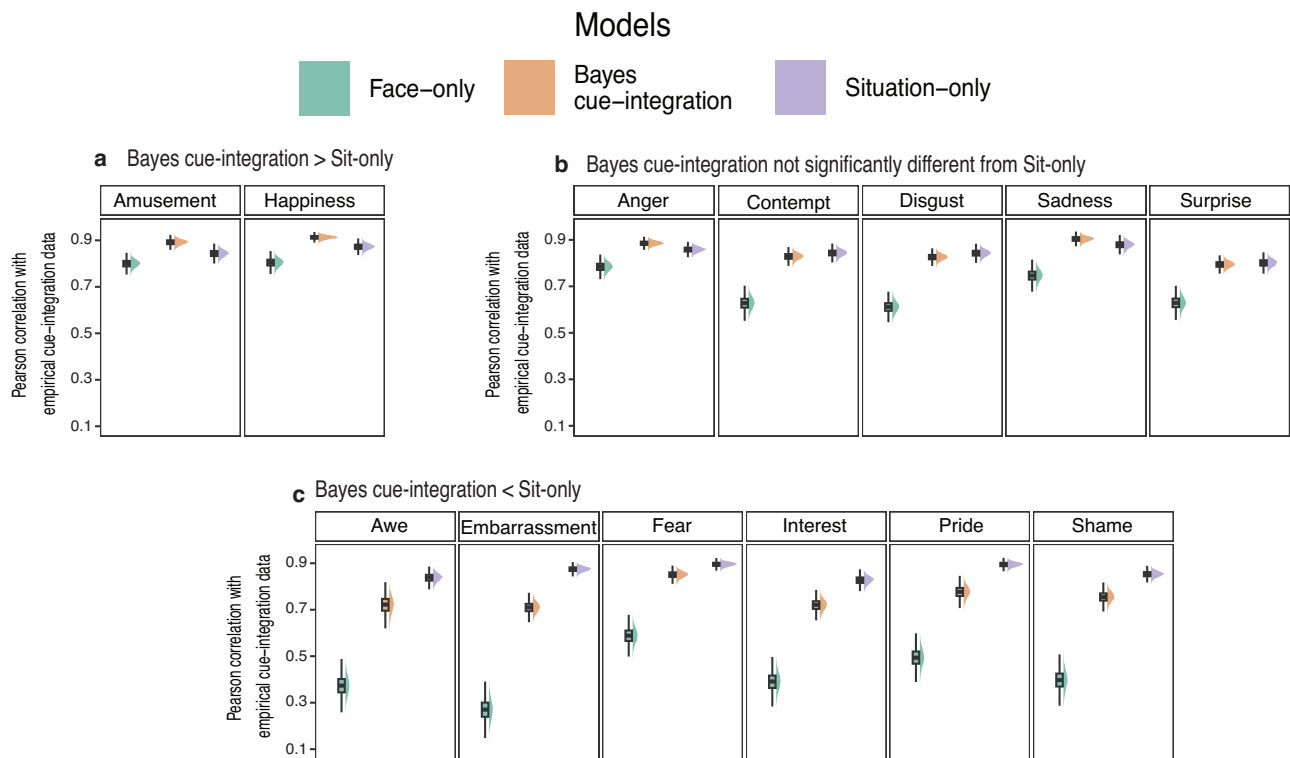 Models
Face–only
Bayes
cue–integration
Situation–only
a Bayes cue-integration > Sit-only
Amusement
Happiness
Pearson correlation with
empirical cue–integration data
0.9
0.7
0.5
0.3
0.1
b Bayes cue-integration not significantly different from Sit-only
Anger
Contempt
Disgust
Sadness
Surprise
Pearson correlation with
empirical cue–integration data
0.9
0.7
0.5
0.3
0.1
c Bayes cue-integration < Sit-only
Awe
Embarrassment
Fear
Interest
Pride
Shame
Pearson correlation with
empirical cue–integration data
0.9
0.7
0.5
0.3
0.1